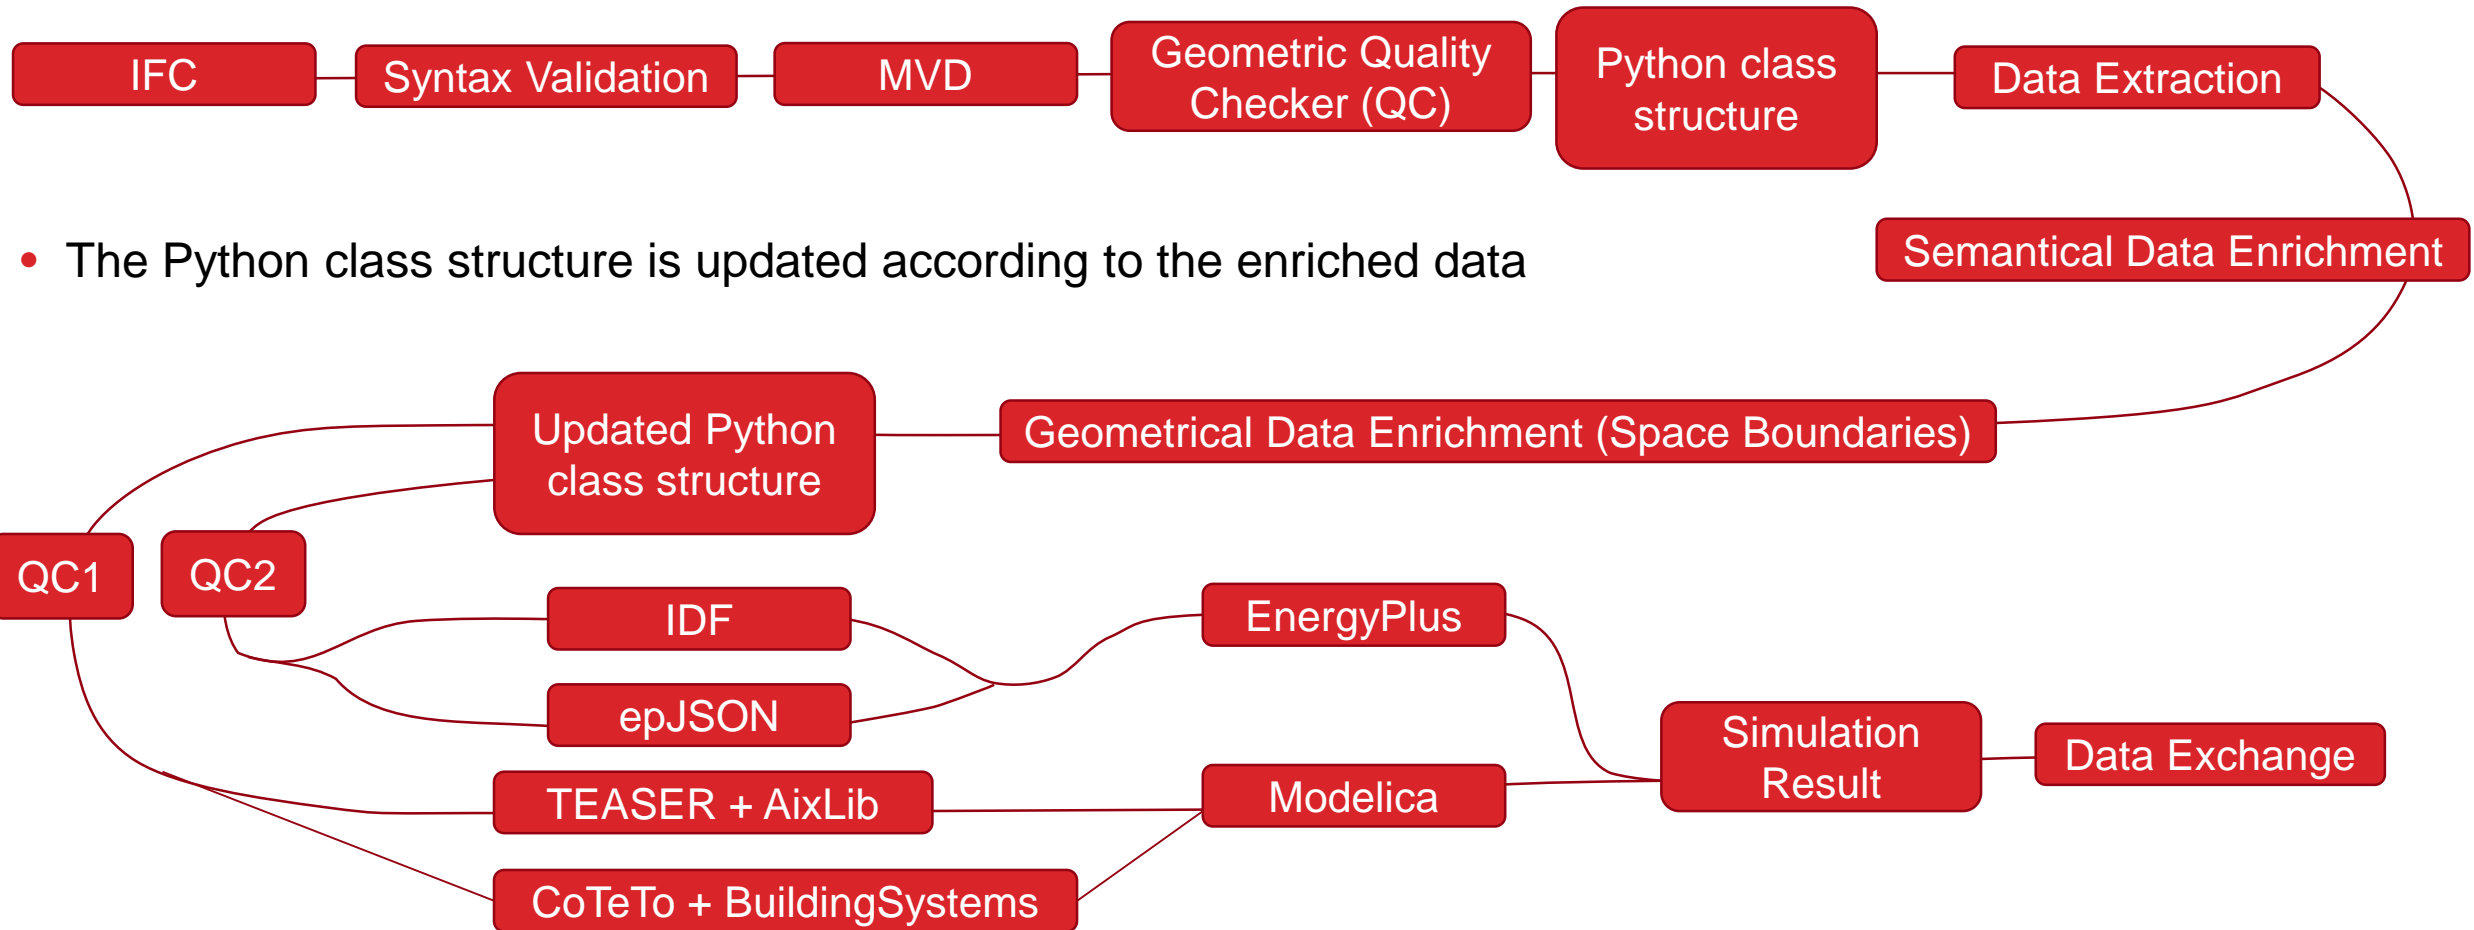 IFC
Syntax Validation
MVD
Geometric Quality
Checker (QC)
Python class
structure
Data Extraction
• The Python class structure is updated according to the enriched data
Semantical Data Enrichment
Updated Python
class structure
Geometrical Data Enrichment (Space Boundaries)
QC1
QC2
IDF
EnergyPlus
epJSON
Simulation
Result
Data Exchange
TEASER + AixLib
Modelica
CoTeTo + BuildingSystems